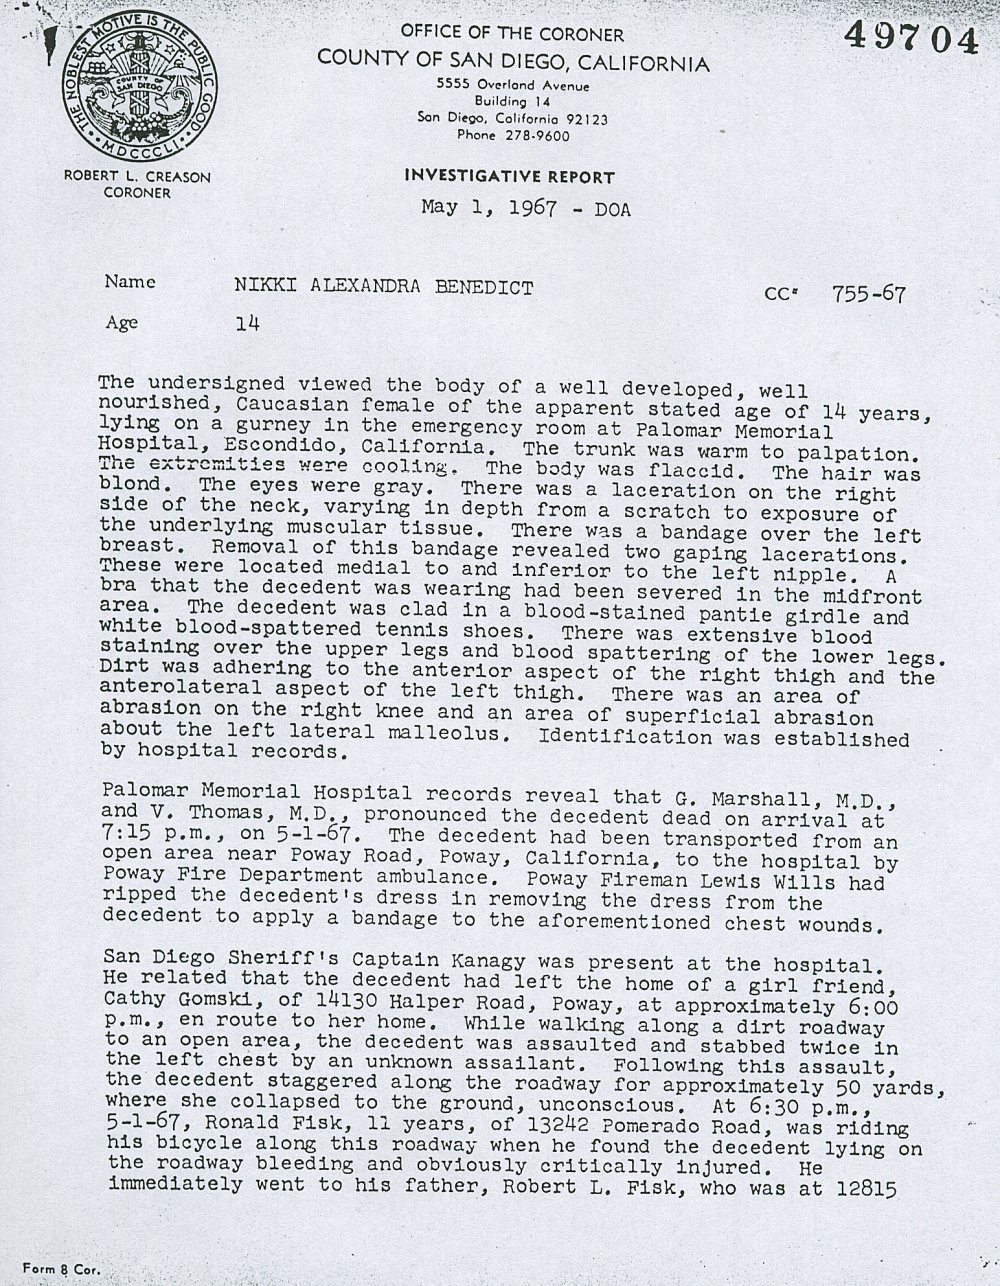 THE NOBLEST MOTIVE IS THE PUBLIC GOOD
COUNTY OF
SAN DIEGO
MDCCCLI
ROBERT L. CREASON
CORONER
OFFICE OF THE CORONER
COUNTY OF SAN DIEGO, CALIFORNIA
5555 Overland Avenue
Building 14
San Diego, California 92123
Phone 278-9600
49704
INVESTIGATIVE REPORT
May 1, 1967 - DOA
Name NIKKI ALEXANDRA BENEDICT
CC# 755-67
Age 14
The undersigned viewed the body of a well developed, well
nourished, Caucasian female of the apparent stated age of 14 years,
lying on a gurney in the emergency room at Palomar Memorial
Hospital, Escondido, California. The trunk was warm to palpation.
The extremities were cooling. The body was flaccid. The hair was
blond. The eyes were gray. There was a laceration on the right
side of the neck, varying in depth from a scratch to exposure of
the underlying muscular tissue. There was a bandage over the left
breast. Removal of this bandage revealed two gaping lacerations.
These were located medial to and inferior to the left nipple. A
bra that the decedent was wearing had been severed in the midfront
area. The decedent was clad in a blood-stained pantie girdle and
white blood-spattered tennis shoes. There was extensive blood
staining over the upper legs and blood spattering of the lower legs.
Dirt was adhering to the anterior aspect of the right thigh and the
anterolateral aspect of the left thigh. There was an area of
abrasion on the right knee and an area of superficial abrasion
about the left lateral malleolus. Identification was established
by hospital records.
Palomar Memorial Hospital records reveal that G. Marshall, M.D.,
and V. Thomas, M.D., pronounced the decedent dead on arrival at
7:15 p.m., on 5-1-67. The decedent had been transported from an
open area near Poway Road, Poway, California, to the hospital by
Poway Fire Department ambulance. Poway Fireman Lewis Wills had
ripped the decedent's dress in removing the dress from the
decedent to apply a bandage to the aforementioned chest wounds.
San Diego Sheriff's Captain Kanagy was present at the hospital.
He related that the decedent had left the home of a girl friend,
Cathy Gomski, of 14130 Halper Road, Poway, at approximately 6:00
p.m., en route to her home. While walking along a dirt roadway
to an open area, the decedent was assaulted and stabbed twice in
the left chest by an unknown assailant. Following this assault,
the decedent staggered along the roadway for approximately 50 yards,
where she collapsed to the ground, unconscious. At 6:30 p.m.,
5-1-67, Ronald Fisk, 11 years, of 13242 Pomerado Road, was riding
his bicycle along this roadway when he found the decedent lying on
the roadway bleeding and obviously critically injured. He
immediately went to his father, Robert L. Fisk, who was at 12815
Form 8 Cor.